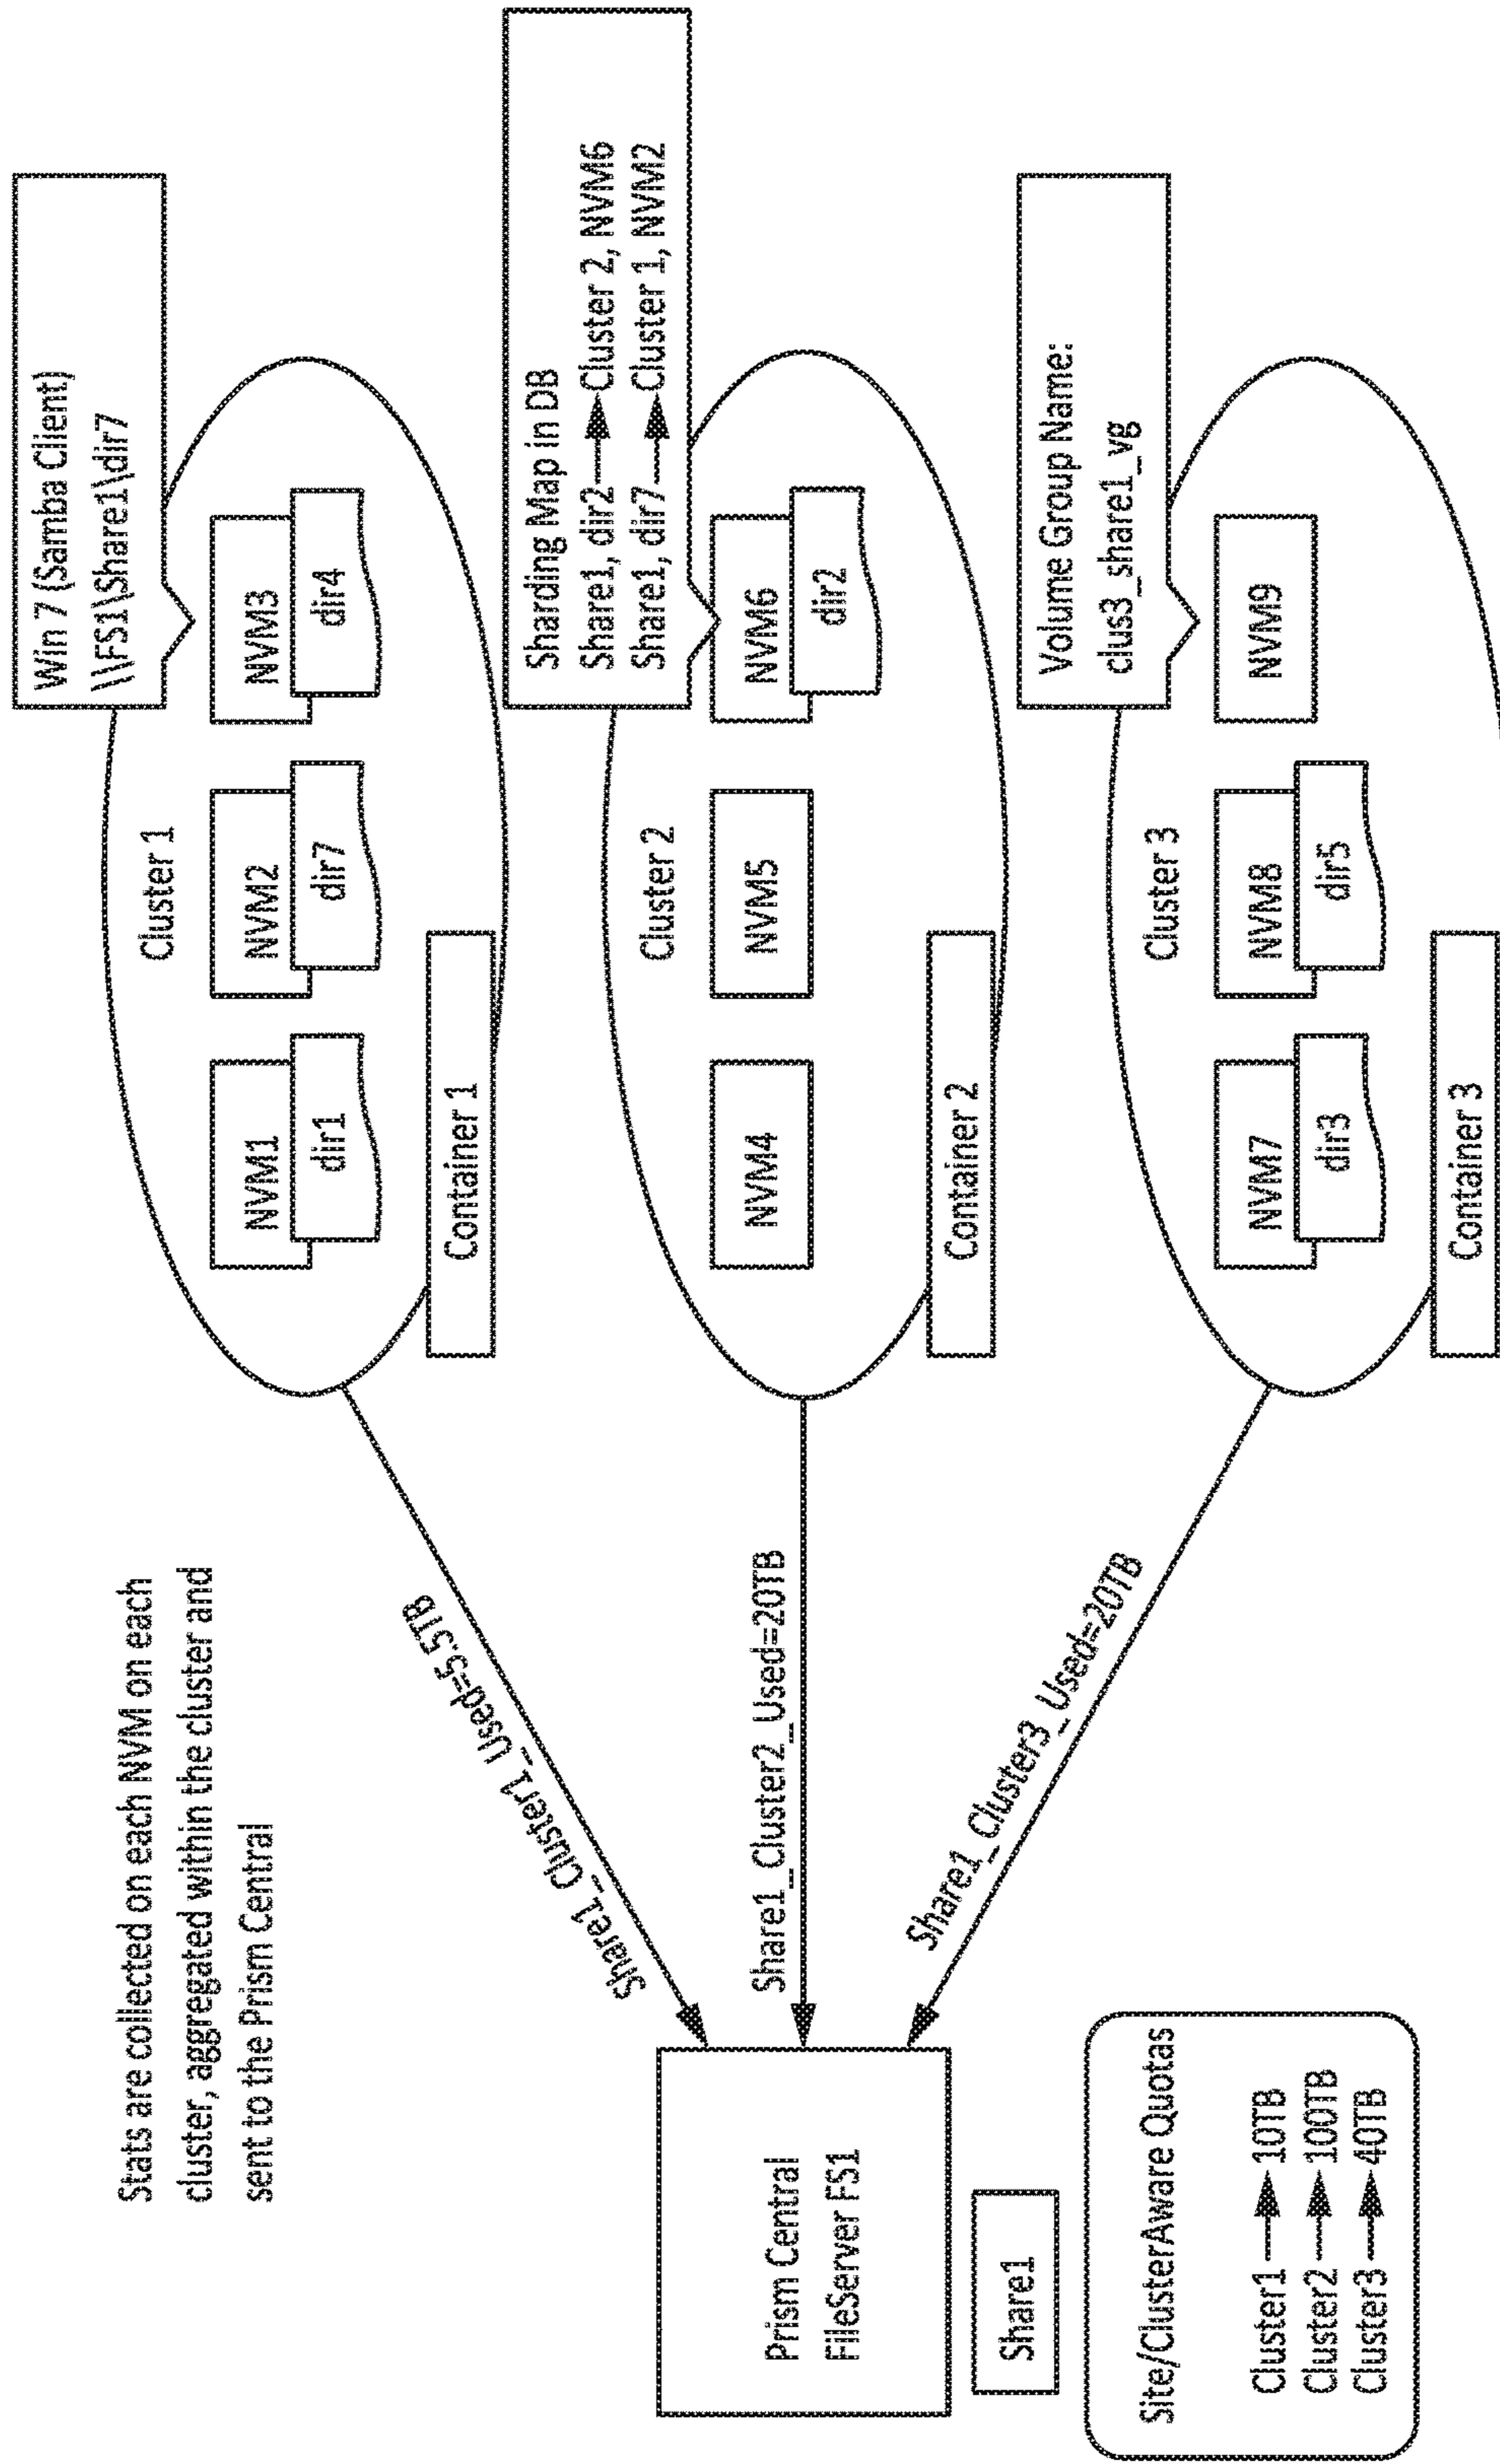 Stats are collected on each NVM on each
cluster, aggregated within the cluster and
sent to the Prism Central
Prism Central
FileServer FS1
Share1
Site/ClusterAware Quotas
Cluster1 → 10TB
Cluster2 → 100TB
Cluster3 → 40TB
Share1_Cluster1_Used=5.5TB
Share1_Cluster2_Used=20TB
Share1_Cluster3_Used=20TB
Win 7 (Samba Client)
\\FS1\Share1\dir7
Cluster 1
NVM1
dir1
NVM2
dir7
NVM3
dir4
Container 1
Sharding Map in DB
Share1, dir2 → Cluster 2, NVM6
Share1, dir7 → Cluster 1, NVM2
Cluster 2
NVM4
NVM5
NVM6
dir2
Container 2
Volume Group Name:
clus3_share1_vg
Cluster 3
NVM7
dir3
NVM8
dir5
NVM9
Container 3